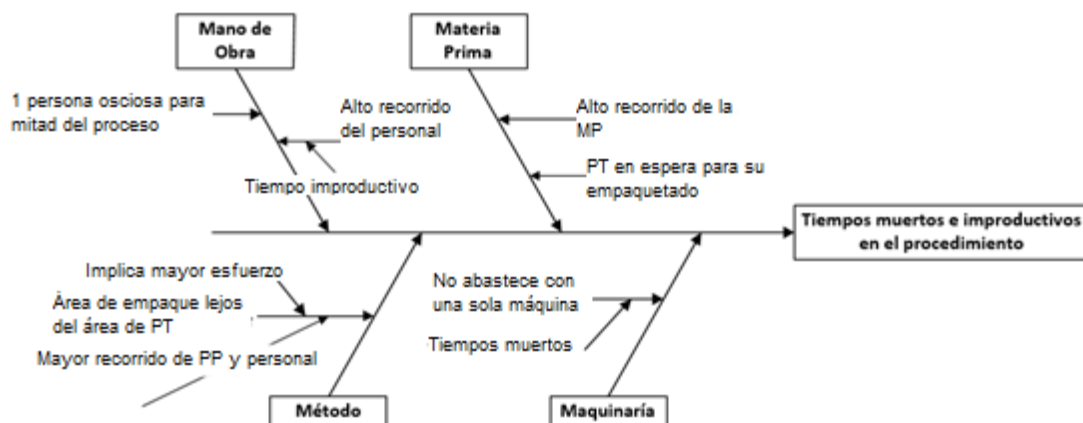 Mano de
Obra
Materia
Prima
1 persona osciosa para
mitad del proceso
Alto recorrido
del personal
Tiempo improductivo
Alto recorrido de la
MP
PT en espera para su
empaquetado
Tiempos muertos e improductivos
en el procedimiento
Implica mayor esfuerzo
Área de empaque lejos
del área de PT
Mayor recorrido de PP y personal
No abastece con
una sola máquina
Tiempos muertos
Método
Maquinaría